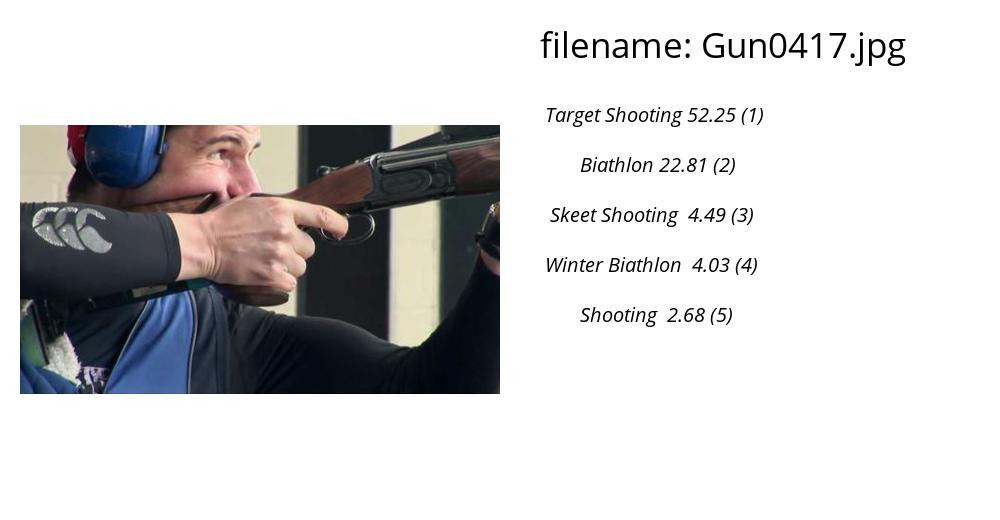 filename: Gun0417.jpg
Target Shooting 52.25 (1)
Biathlon 22.81 (2)
Skeet Shooting 4.49 (3)
Winter Biathlon 4.03 (4)
Shooting 2.68 (5)